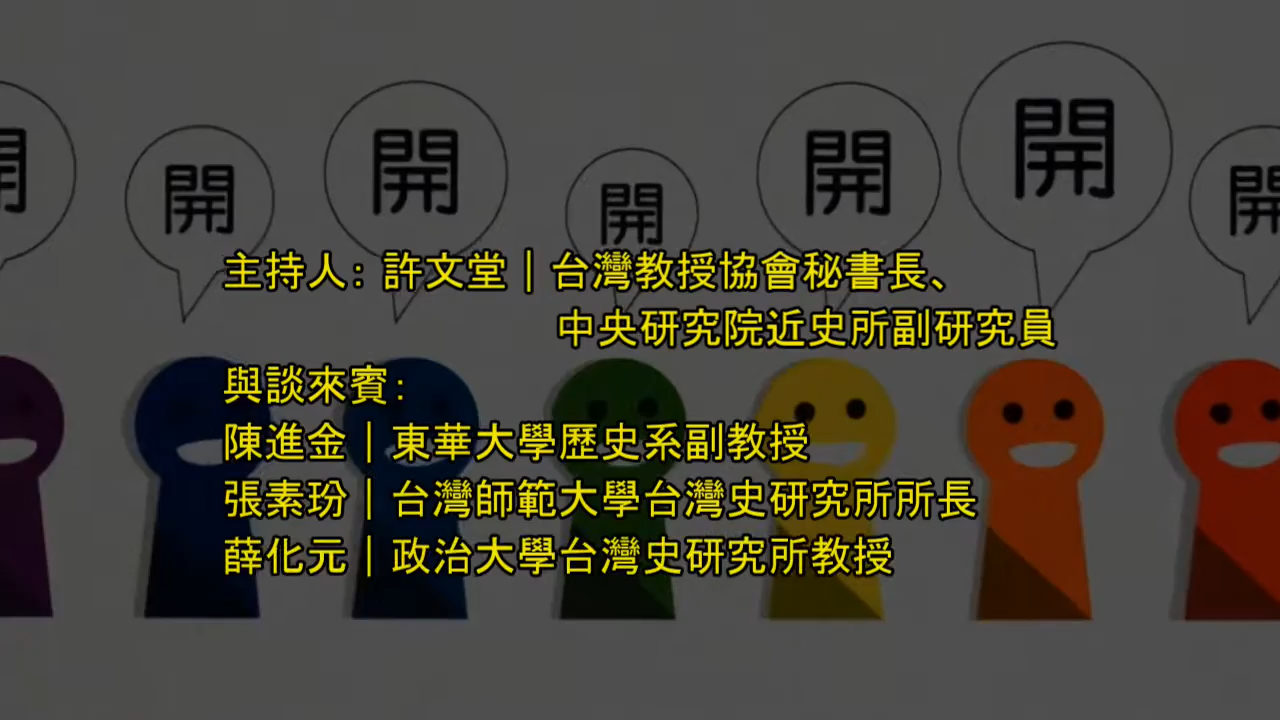 開 開 開 開 開 開 開
主持人: 許文堂｜台灣教授協會秘書長、
中央研究院近史所副研究員
與談來賓:
陳進金｜東華大學歷史系副教授
張素玢｜台灣師範大學台灣史研究所所長
薛化元｜政治大學台灣史研究所教授